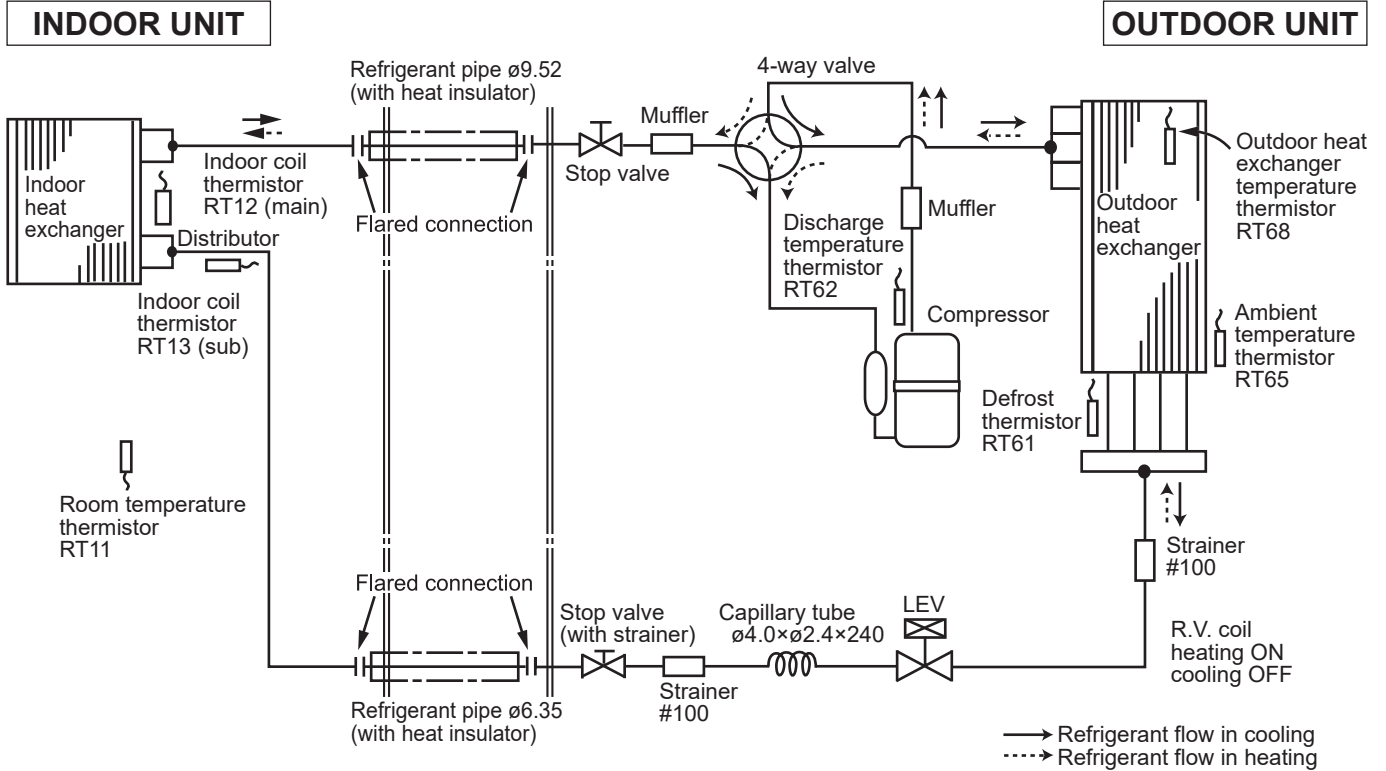 INDOOR UNIT
OUTDOOR UNIT
Refrigerant pipe ø9.52
(with heat insulator)
4-way valve
Muffler
Stop valve
Indoor
heat
exchanger
Indoor coil
thermistor
RT12 (main)
Flared connection
Distributor
Indoor coil
thermistor
RT13 (sub)
Discharge
temperature
thermistor
RT62
Muffler
Compressor
Outdoor
heat
exchanger
Outdoor heat
exchanger
temperature
thermistor
RT68
Ambient
temperature
thermistor
RT65
Defrost
thermistor
RT61
Room temperature
thermistor
RT11
Flared connection
Stop valve
(with strainer)
Capillary tube
ø4.0×ø2.4×240
LEV
Strainer
#100
Strainer
#100
R.V. coil
heating ON
cooling OFF
Refrigerant pipe ø6.35
(with heat insulator)
Refrigerant flow in cooling
Refrigerant flow in heating